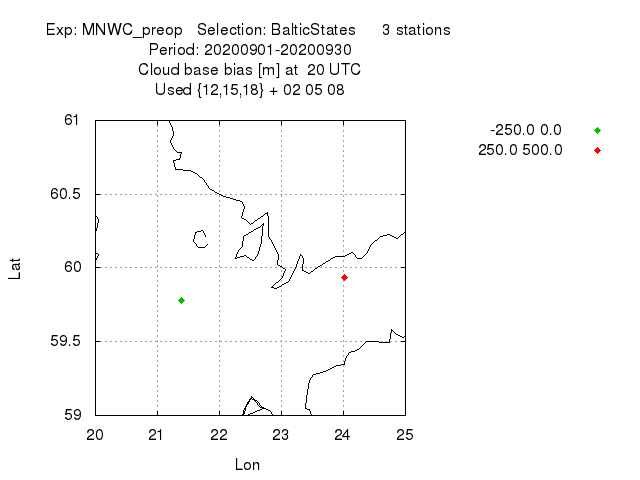 Exp: MNWC_preop   Selection: BalticStates      3 stations
Period: 20200901-20200930
Cloud base bias [m] at  20 UTC
Used {12,15,18} + 02 05 08
-250.0 0.0
250.0 500.0
61
60.5
60
59.5
59
Lat
20 21 22 23 24 25
Lon